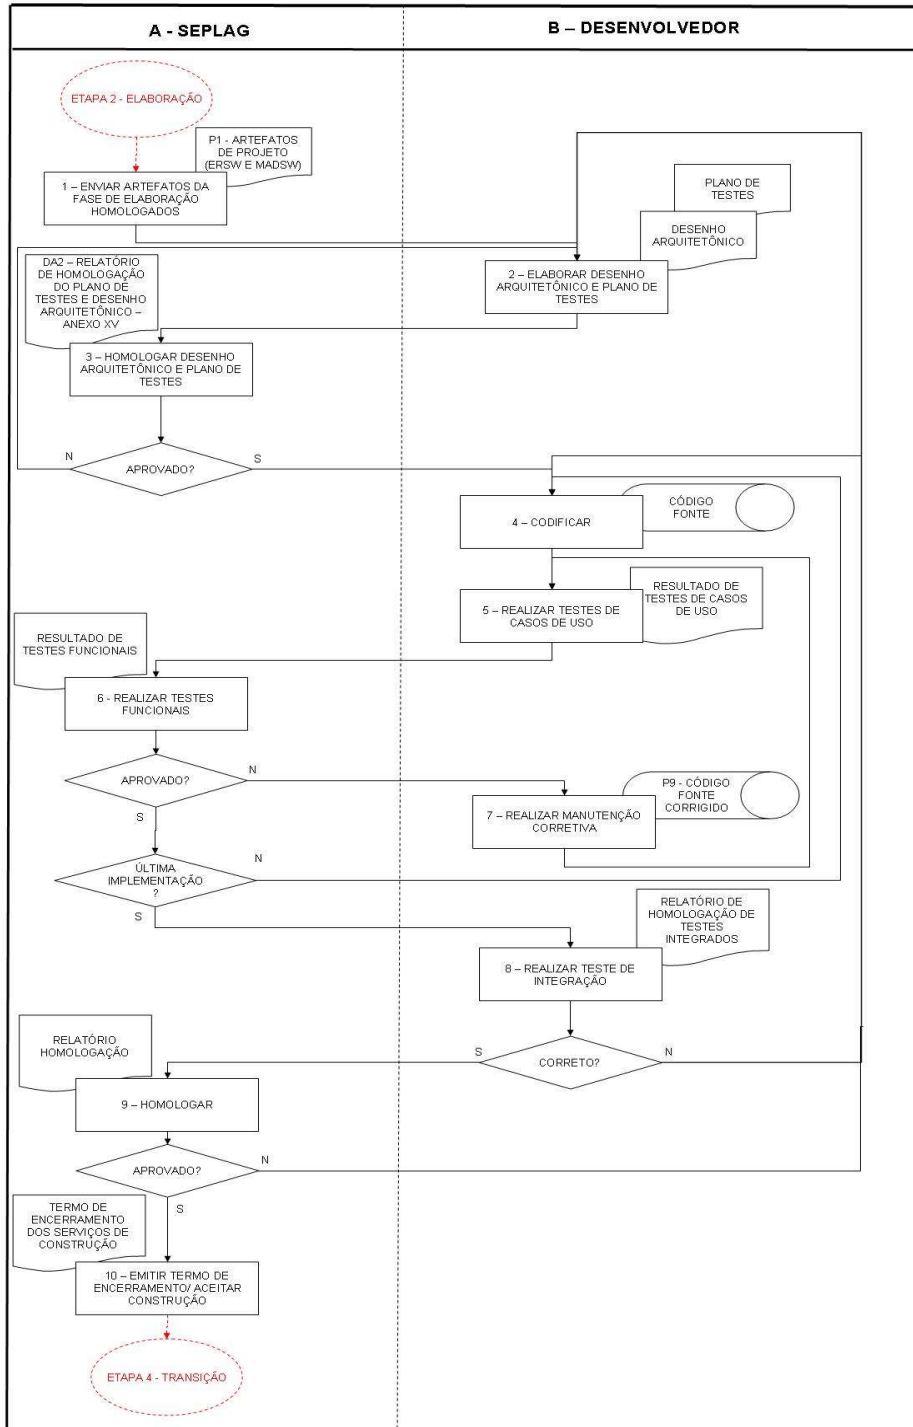 A - SEPLAG
B – DESENVOLVEDOR
ETAPA 2 - ELABORAÇÃO
P1 - ARTEFATOS
DE PROJETO
(ERSW E MADSW)
1 – ENVIAR ARTEFATOS DA
FASE DE ELABORAÇÃO
HOMOLOGADOS
PLANO DE
TESTES
DESENHO
ARQUITETÔNICO
DA2 – RELATÓRIO
DE HOMOLOGAÇÃO
DO PLANO DE
TESTES E DESENHO
ARQUITETÔNICO –
ANEXO XV
2 – ELABORAR DESENHO
ARQUITETÔNICO E PLANO DE
TESTES
3 – HOMOLOGAR DESENHO
ARQUITETÔNICO E PLANO DE
TESTES
N
APROVADO?
S
4 – CODIFICAR
CÓDIGO
FONTE
5 – REALIZAR TESTES DE
CASOS DE USO
RESULTADO DE
TESTES DE CASOS
DE USO
RESULTADO DE
TESTES FUNCIONAIS
6 - REALIZAR TESTES
FUNCIONAIS
APROVADO?
N
S
P9 - CÓDIGO
FONTE
CORRIGIDO
7 – REALIZAR MANUTENÇÃO
CORRETIVA
ÚLTIMA
IMPLEMENTAÇÃO
?
N
S
RELATÓRIO DE
HOMOLOGAÇÃO DE
TESTES
INTEGRADOS
8 – REALIZAR TESTE DE
INTEGRAÇÃO
RELATÓRIO
HOMOLOGAÇÃO
S
CORRETO?
N
9 – HOMOLOGAR
APROVADO?
N
S
TERMO DE
ENCERRAMENTO
DOS SERVIÇOS DE
CONSTRUÇÃO
10 – EMITIR TERMO DE
ENCERRAMENTO/ ACEITAR
CONSTRUÇÃO
ETAPA 4 - TRANSIÇÃO